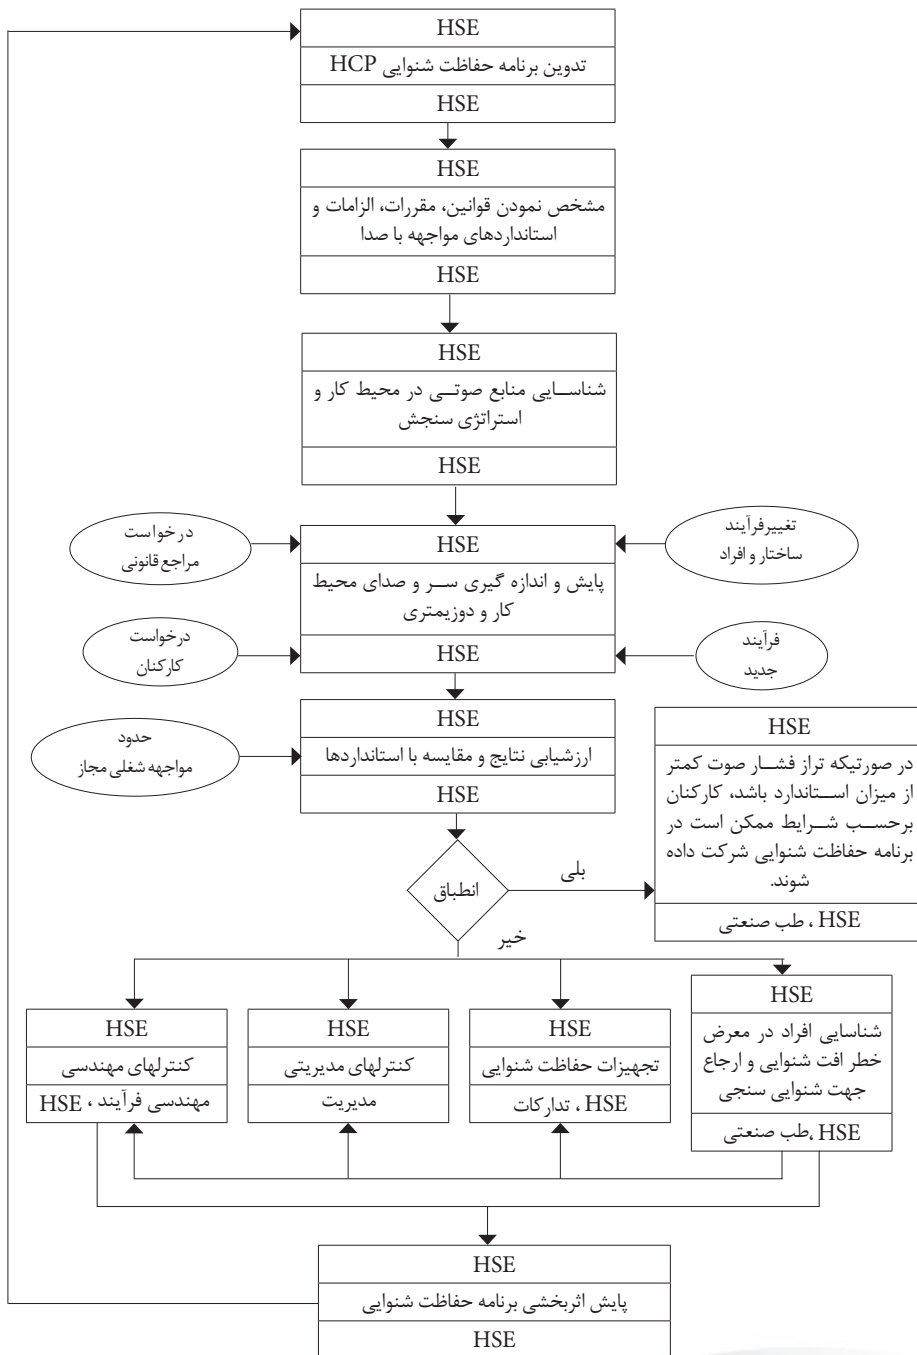 HSE
تدوین برنامه حفاظت شنوایی HCP
HSE
HSE
مشخص نمودن قوانین، مقررات، الزامات و
استانداردهای مواجهه با صدا
HSE
HSE
شناسایی منابع صوتی در محیط کار و
استراتژی سنجش
HSE
تغییرفرآیند
ساختار و افراد
درخواست
مراجع قانونی
HSE
پایش و اندازه گیری سر و صدای محیط
کار و دوزیمتری
HSE
فرآیند
جدید
درخواست
کارکنان
HSE
ارزشیابی نتایج و مقایسه با استانداردها
HSE
حدود
مواجهه شغلی مجاز
HSE
در صورتیکه تراز فشار صوت کمتر
از میزان استاندارد باشد، کارکنان
برحسب شرایط ممکن است در
برنامه حفاظت شنوایی شرکت داده
شوند.
HSE ، طب صنعتی
انطباق
بلی
خیر
HSE
شناسایی افراد در معرض
خطر افت شنوایی و ارجاع
جهت شنوایی سنجی
HSE ،طب صنعتی
HSE
تجهیزات حفاظت شنوایی
HSE ، تدارکات
HSE
کنترلهای مدیریتی
مدیریت
HSE
کنترلهای مهندسی
مهندسی فرآیند ، HSE
HSE
پایش اثربخشی برنامه حفاظت شنوایی
HSE